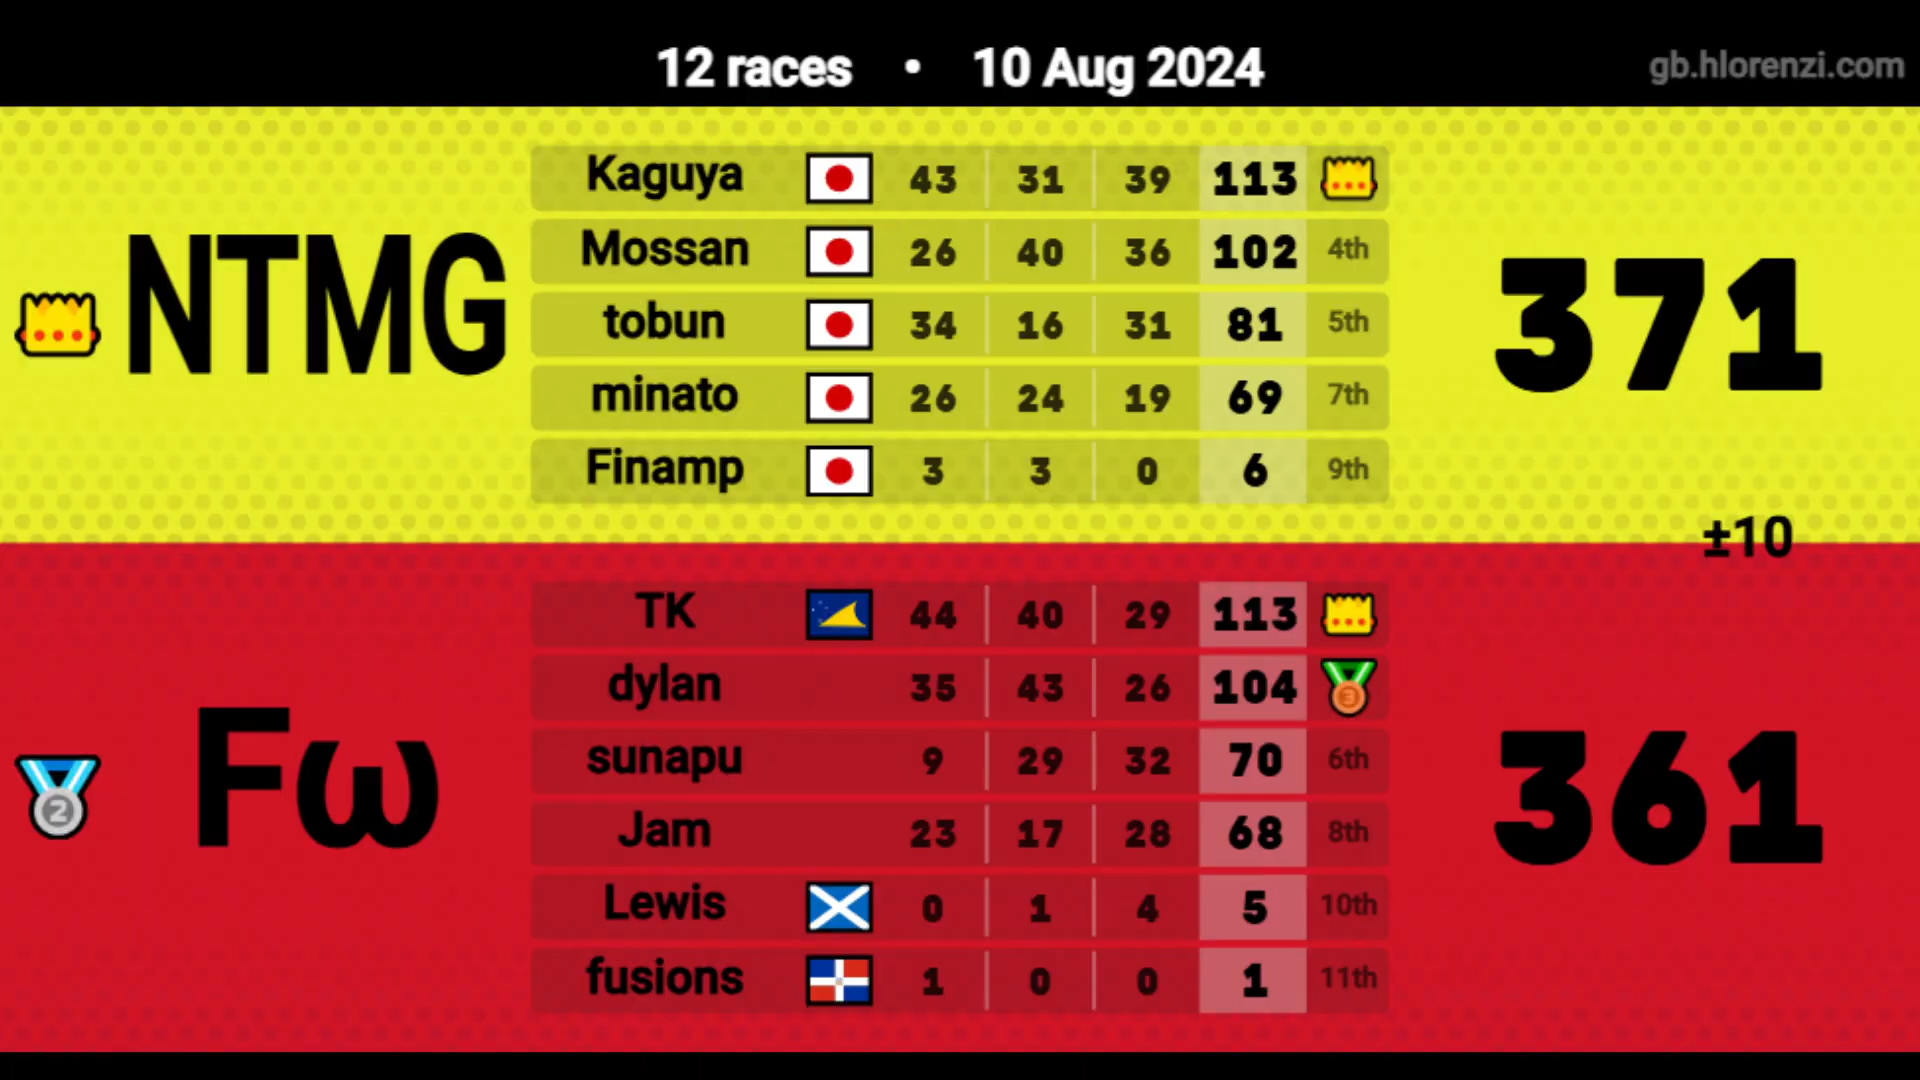 12 races • 10 Aug 2024
gb.hlorenzi.com
NTMG
Kaguya 43 31 39 113
Mossan 26 40 36 102 4th
tobun 34 16 31 81 5th
minato 26 24 19 69 7th
Finamp 3 3 0 6 9th
371
±10
Fω
2
TK 44 40 29 113
dylan 35 43 26 104 3
sunapu 9 29 32 70 6th
Jam 23 17 28 68 8th
Lewis 0 1 4 5 10th
fusions 1 0 0 1 11th
361